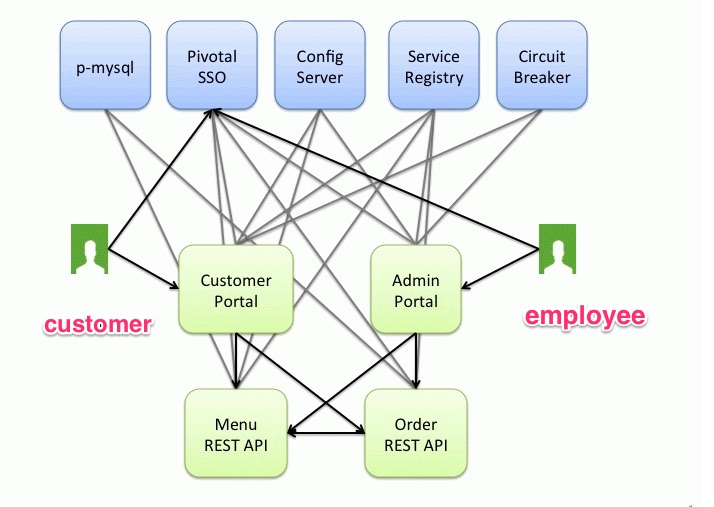 p-mysql
Pivotal
SSO
Config
Server
Service
Registry
Circuit
Breaker
Customer
Portal
Admin
Portal
customer
employee
Menu
REST API
Order
REST API